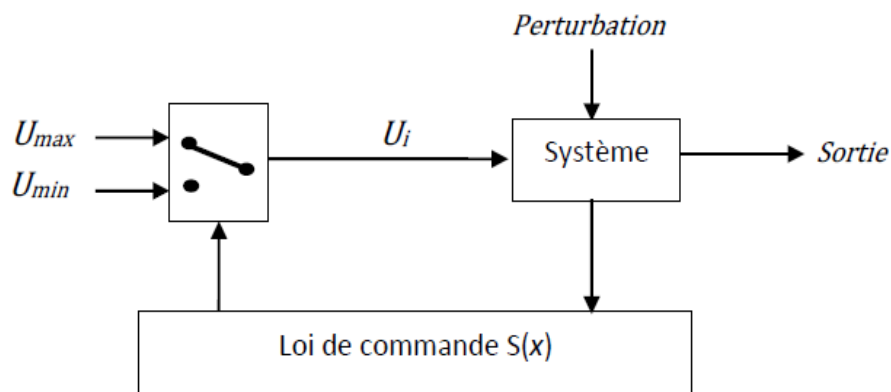 Perturbation
Umax
Ui
Système
Sortie
Umin
Loi de commande S(x)